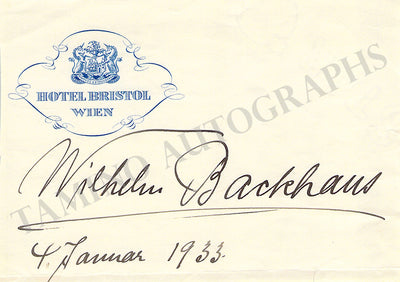 HOTEL BRISTOL
WIEN
TAMINO AUTOGRAPHS
Wilhelm Backhaus
4. Januar 1933.